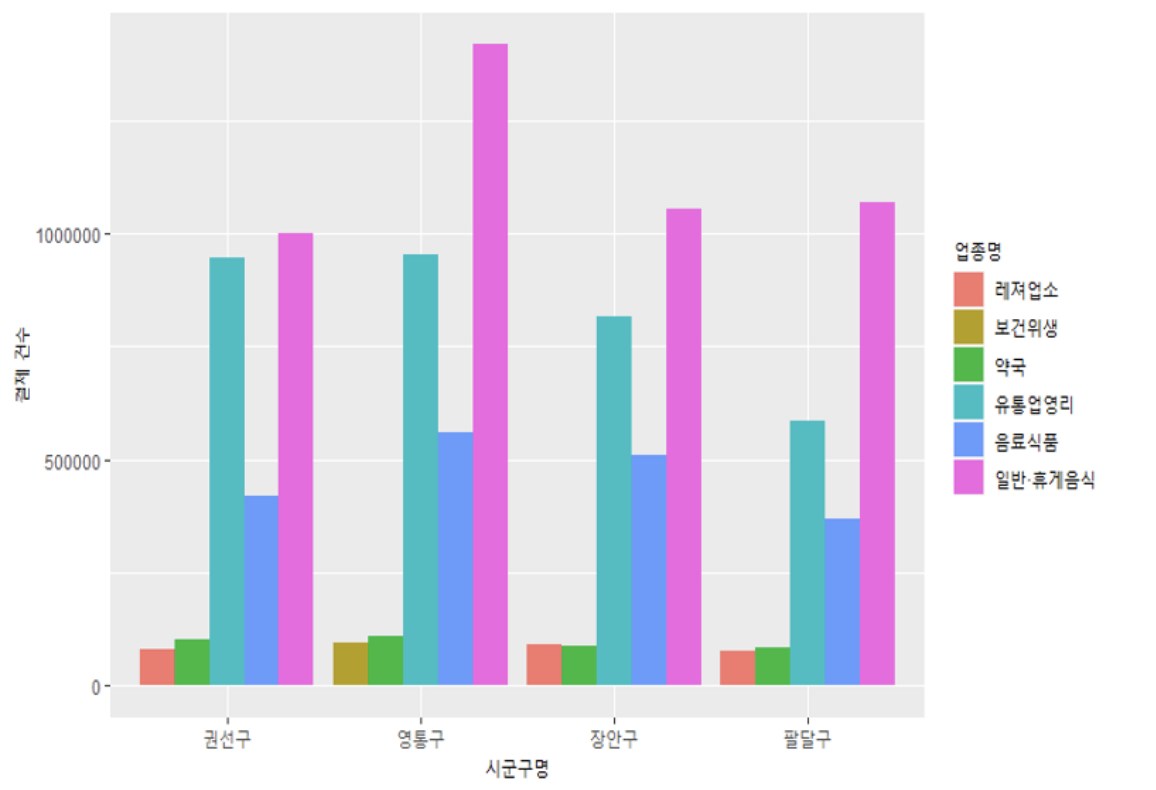 결제 건수
1000000
500000
0
권선구 영통구 장안구 팔달구
시군구명
업종명
레져업소
보건위생
약국
유통업영리
음료식품
일반·휴게음식